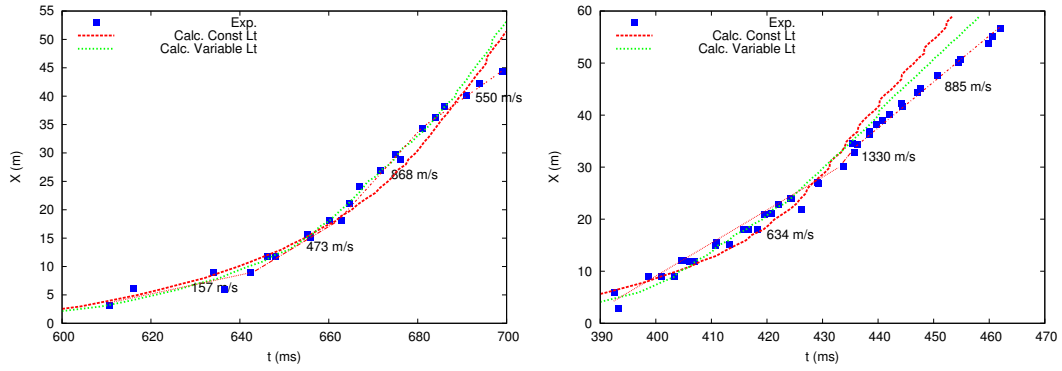 55
50
45
40
35
30
25
20
15
10
5
0
X (m)
Exp.
Calc. Const Lt
Calc. Variable Lt
550 m/s
868 m/s
473 m/s
157 m/s
600 620 640 660 680 700
t (ms)
60
50
40
30
20
10
0
X (m)
Exp.
Calc. Const Lt
Calc. Variable Lt
885 m/s
1330 m/s
634 m/s
390 400 410 420 430 440 450 460 470
t (ms)